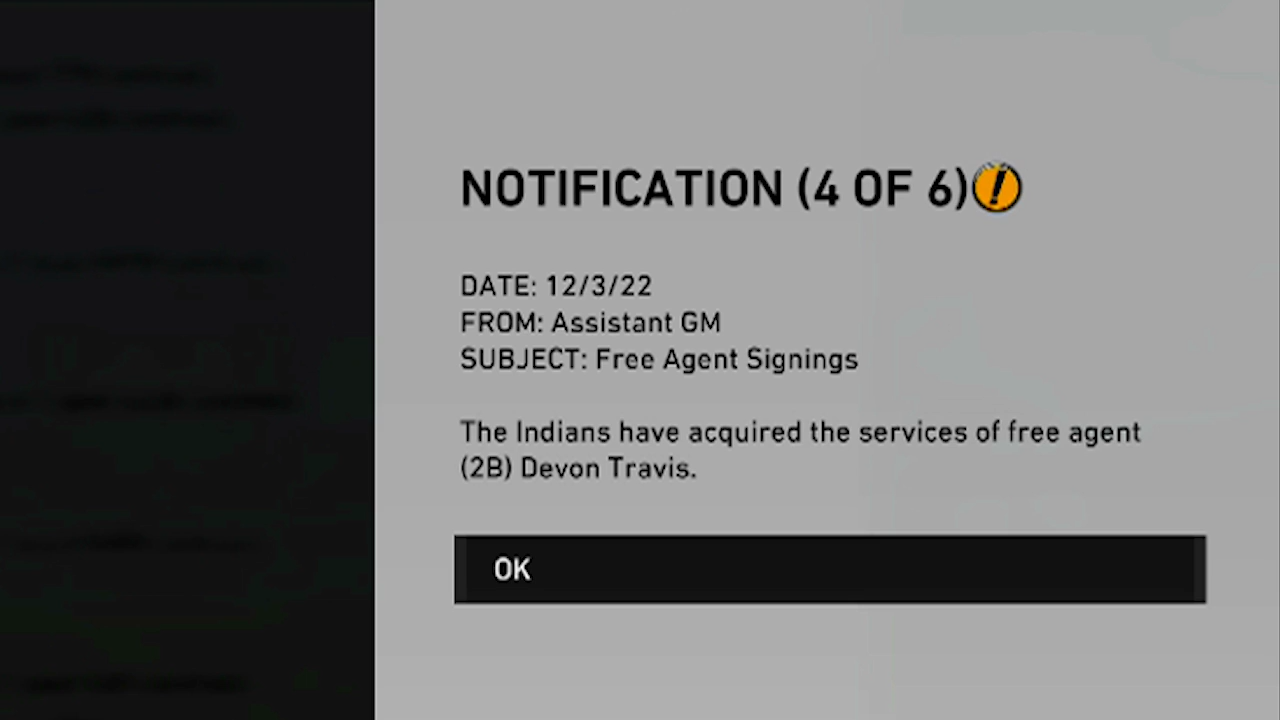 NOTIFICATION (4 OF 6)
DATE: 12/3/22
FROM: Assistant GM
SUBJECT: Free Agent Signings
The Indians have acquired the services of free agent
(2B) Devon Travis.
OK